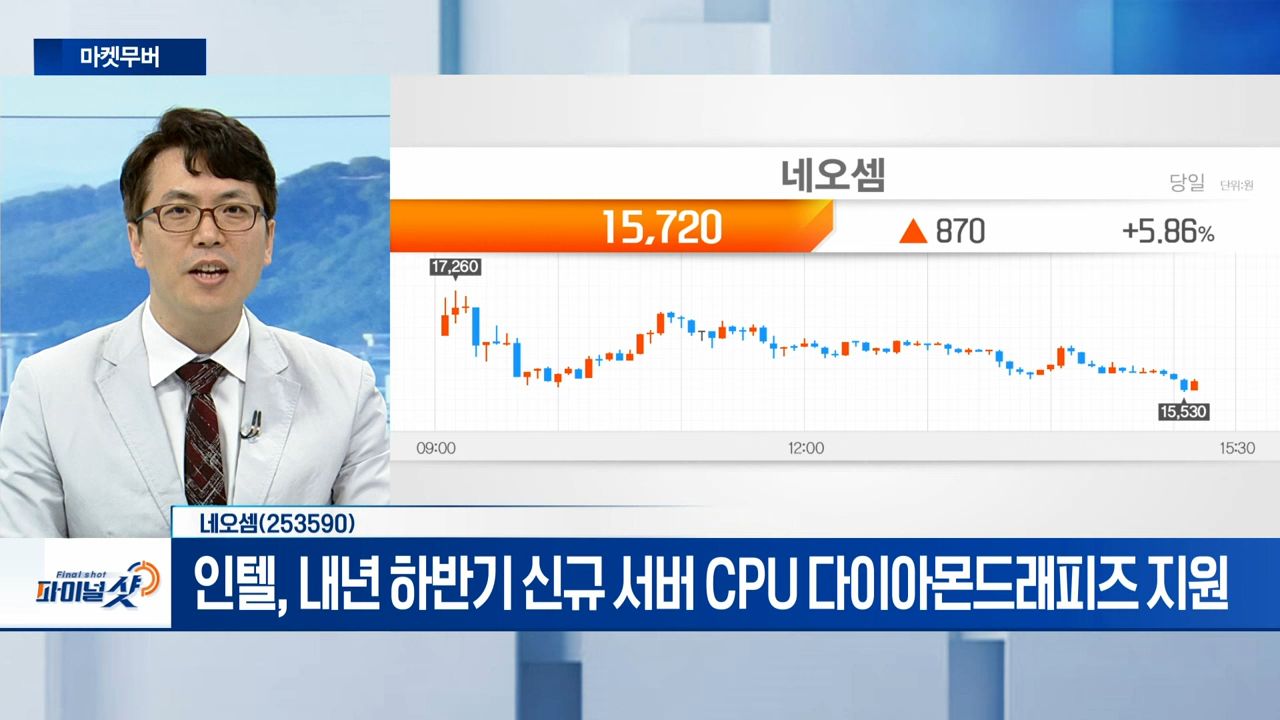 마켓무버
네오셈
당일 단위:원
15,720 ▲ 870 +5.86%
17,260
15,530
09:00 12:00 15:30
네오셈(253590)
Final shot
파이널샷
인텔, 내년 하반기 신규 서버 CPU 다이아몬드래피즈 지원